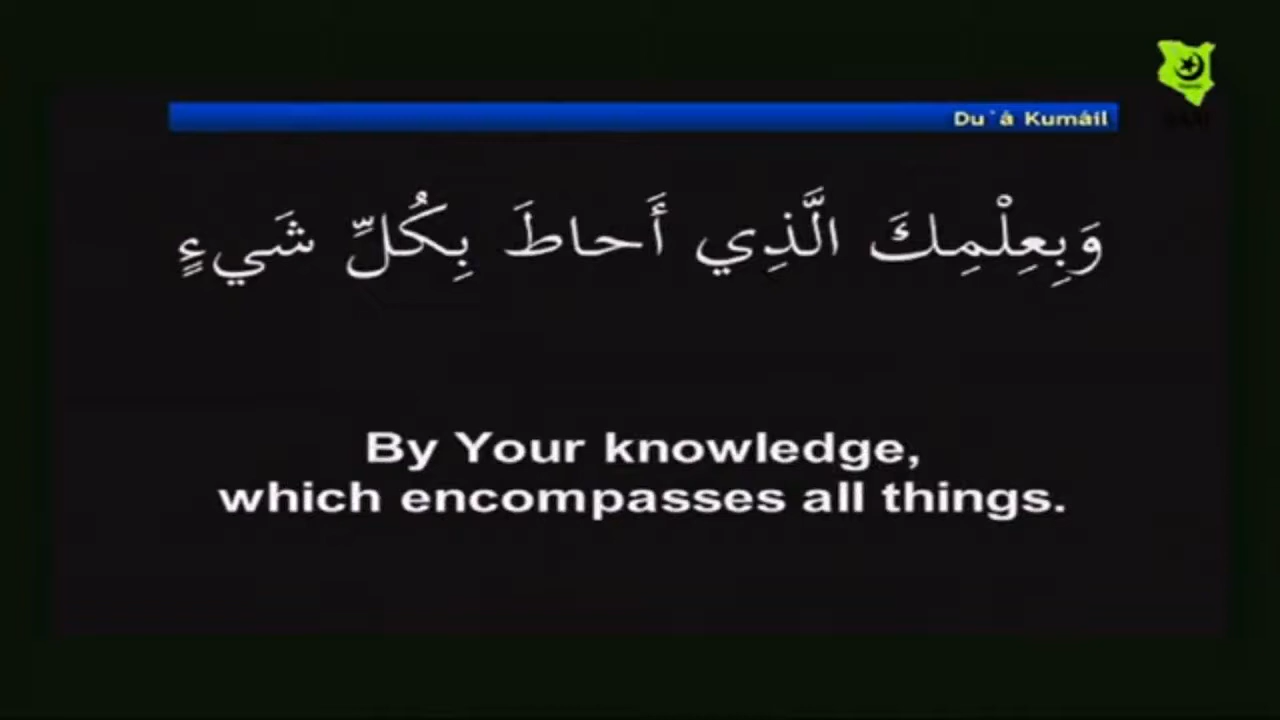 Du`á Kumáil
وَبِعِلْمِكَ الَّذِي أَحاطَ بِكُلِّ شَيءٍ
By Your knowledge,
which encompasses all things.